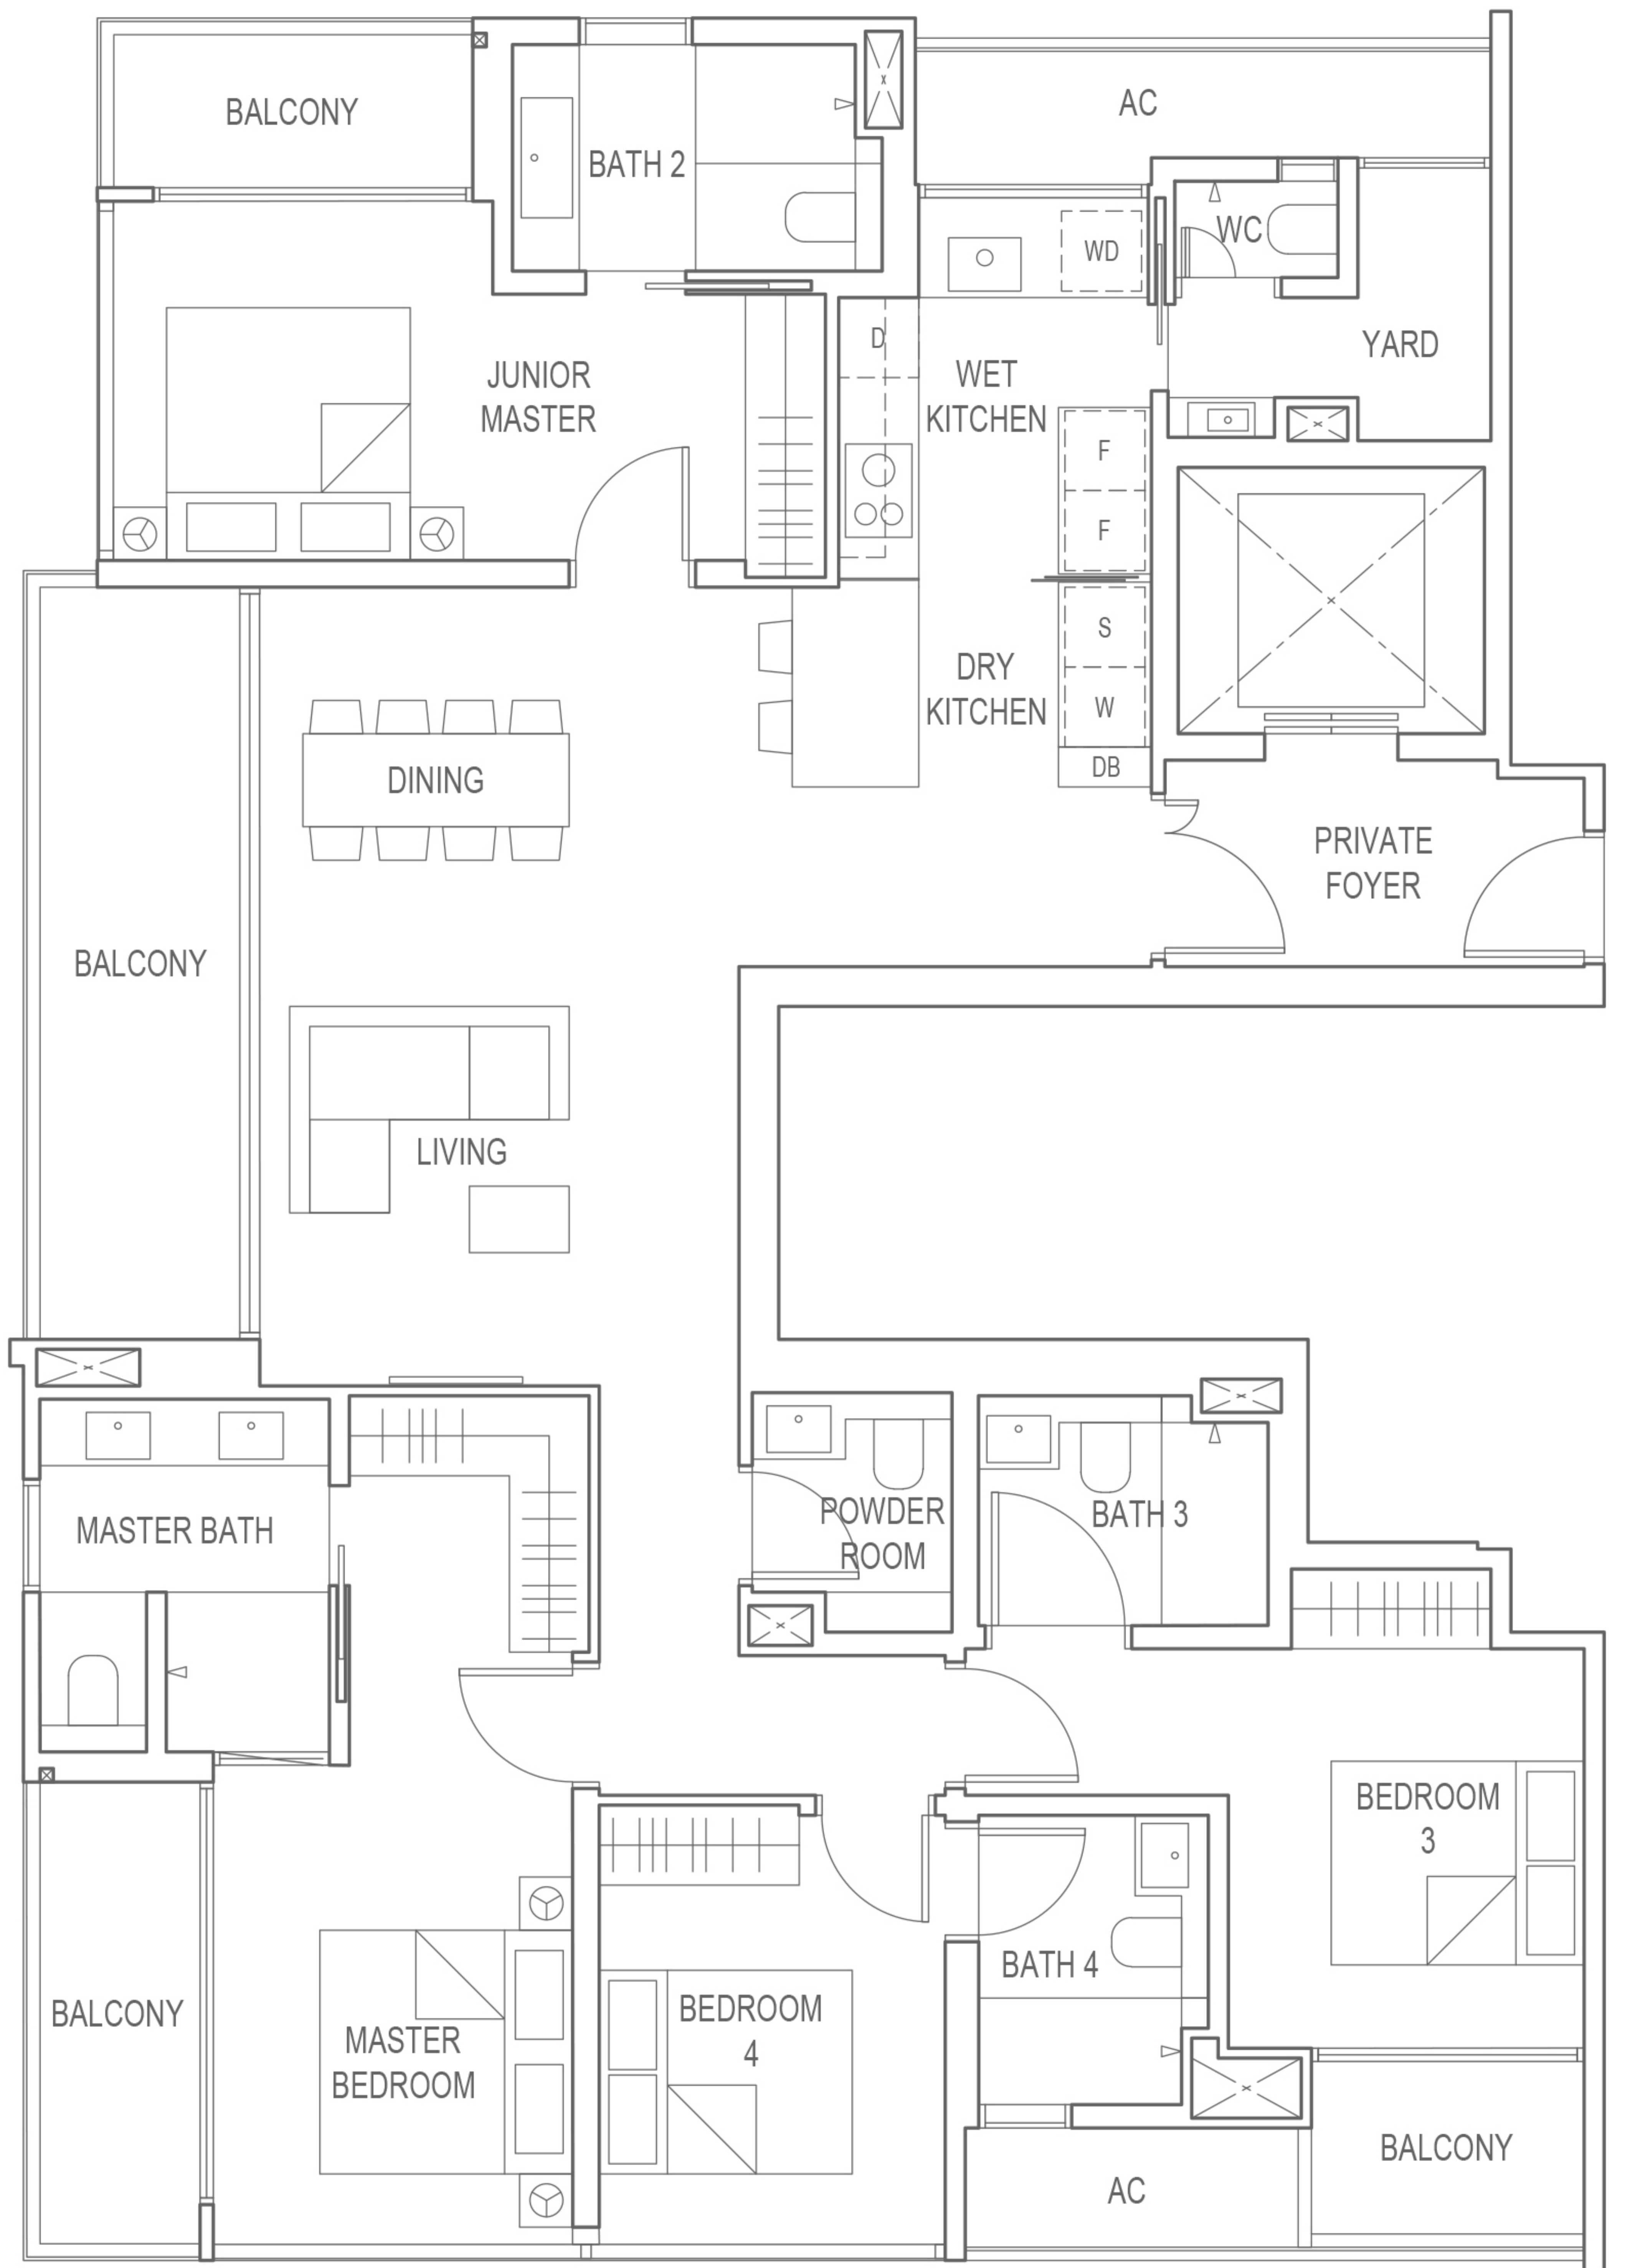 BALCONY
AC
BATH 2
WC
WD
D
YARD
JUNIOR
MASTER
WET
KITCHEN
F
F
S
DRY
KITCHEN
W
DB
DINING
PRIVATE
FOYER
BALCONY
LIVING
MASTER BATH
POWDER
ROOM
BATH 3
BEDROOM
3
BATH 4
BALCONY
MASTER
BEDROOM
BEDROOM
4
BALCONY
AC